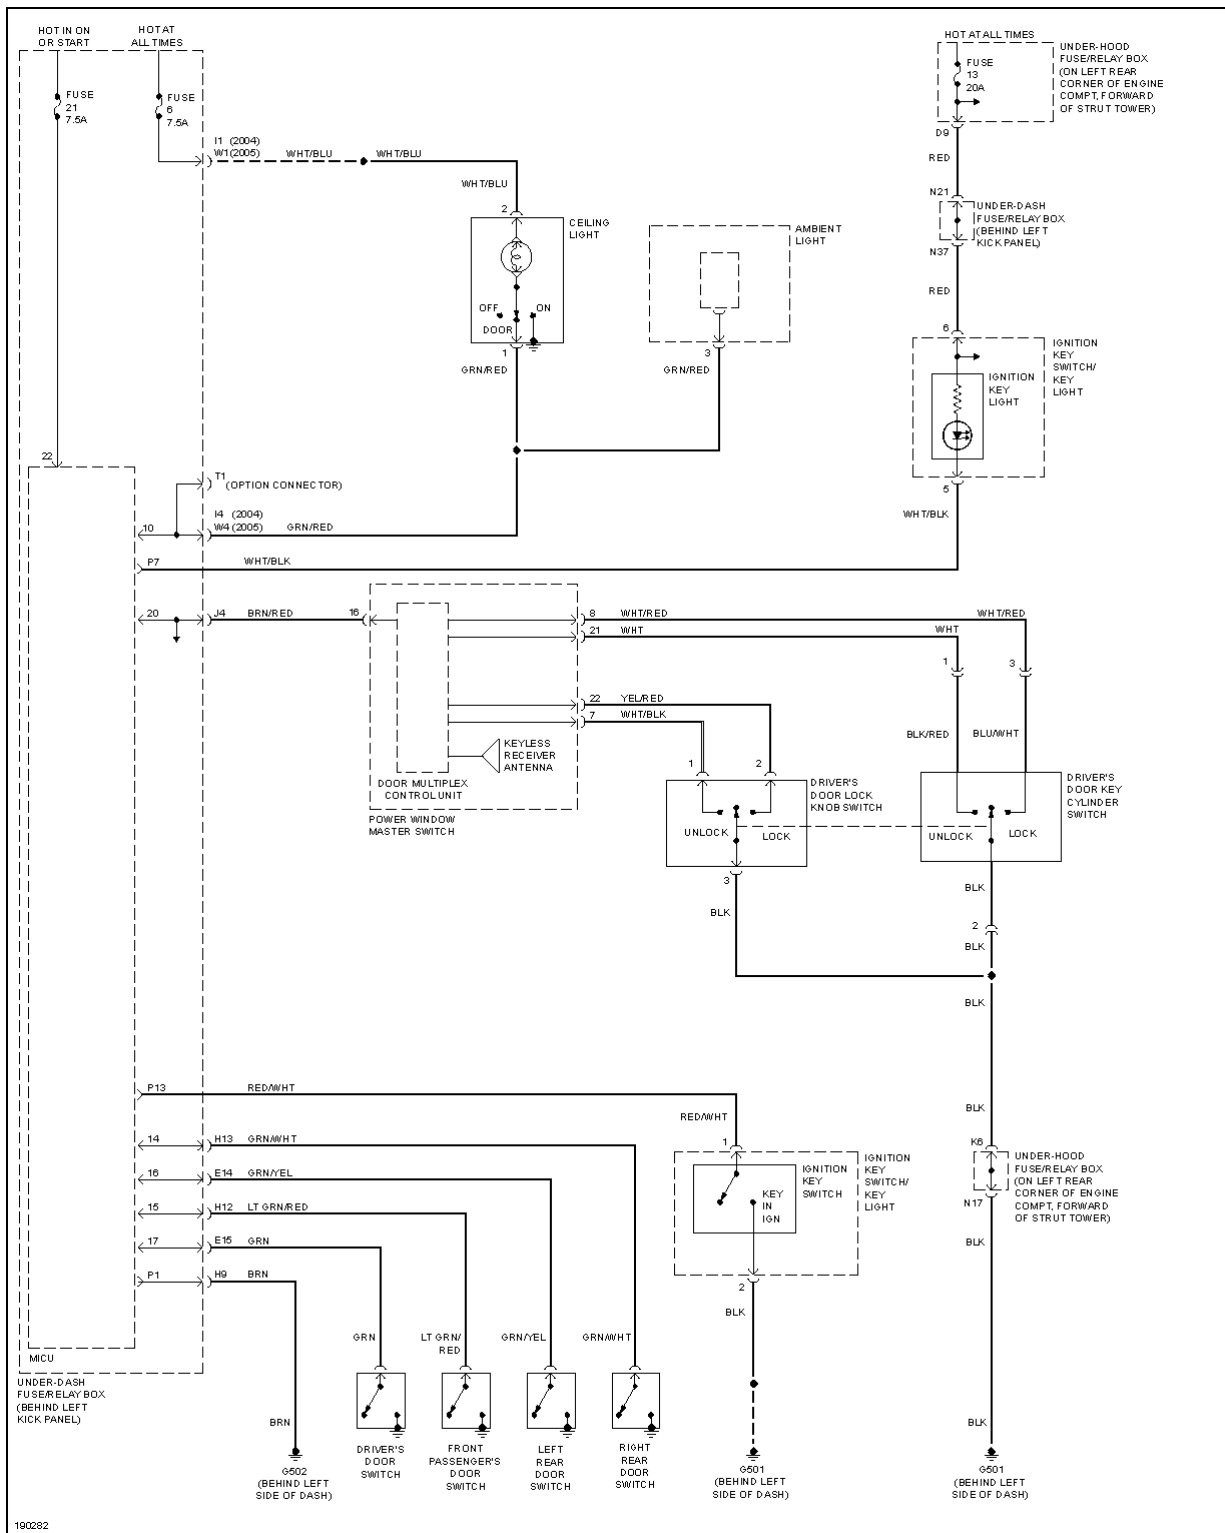 HOT IN ON
OR START
HOT AT
ALL TIMES
HOT AT ALL TIMES
FUSE
21
7.5A
FUSE
6
7.5A
FUSE
13
20A
UNDER-HOOD
FUSE/RELAY BOX
(ON LEFT REAR
CORNER OF ENGINE
COMPT, FORWARD
OF STRUT TOWER)
D9
I1 (2004)
W1(2005)
WHT/BLU
WHT/BLU
RED
WHT/BLU
N21
UNDER-DASH
FUSE/RELAY BOX
(BEHIND LEFT
KICK PANEL)
N37
2
CEILING
LIGHT
AMBIENT
LIGHT
RED
OFF
ON
DOOR
1
GRN/RED
3
GRN/RED
6
IGNITION
KEY
SWITCH/
KEY
LIGHT
IGNITION
KEY
LIGHT
22
T1
(OPTION CONNECTOR)
5
WHT/BLK
I4 (2004)
W4 (2005)
GRN/RED
10
P7
WHT/BLK
20
J4
BRN/RED
16
8
WHT/RED
WHT/RED
21
WHT
WHT
1
3
22
YEL/RED
7
WHT/BLK
BLK/RED
BLU/WHT
KEYLESS
RECEIVER
ANTENNA
DOOR MULTIPLEX
CONTROL UNIT
POWER WINDOW
MASTER SWITCH
1
2
DRIVER'S
DOOR LOCK
KNOB SWITCH
UNLOCK
LOCK
DRIVER'S
DOOR KEY
CYLINDER
SWITCH
UNLOCK
LOCK
3
BLK
BLK
2
BLK
BLK
P13
RED/WHT
RED/WHT
BLK
14
H13
GRN/WHT
1
K6
16
E14
GRN/YEL
IGNITION
KEY
SWITCH
KEY
IN
IGN
IGNITION
KEY
SWITCH/
KEY
LIGHT
UNDER-HOOD
FUSE/RELAY BOX
(ON LEFT REAR
CORNER OF ENGINE
COMPT, FORWARD
OF STRUT TOWER)
N17
15
H12
LT GRN/RED
17
E15
GRN
BLK
P1
H9
BRN
2
BLK
GRN
LT GRN/
RED
GRN/YEL
GRN/WHT
MICU
UNDER-DASH
FUSE/RELAY BOX
(BEHIND LEFT
KICK PANEL)
BRN
BLK
G502
(BEHIND LEFT
SIDE OF DASH)
DRIVER'S
DOOR
SWITCH
FRONT
PASSENGER'S
DOOR
SWITCH
LEFT
REAR
DOOR
SWITCH
RIGHT
REAR
DOOR
SWITCH
G501
(BEHIND LEFT
SIDE OF DASH)
G501
(BEHIND LEFT
SIDE OF DASH)
190282